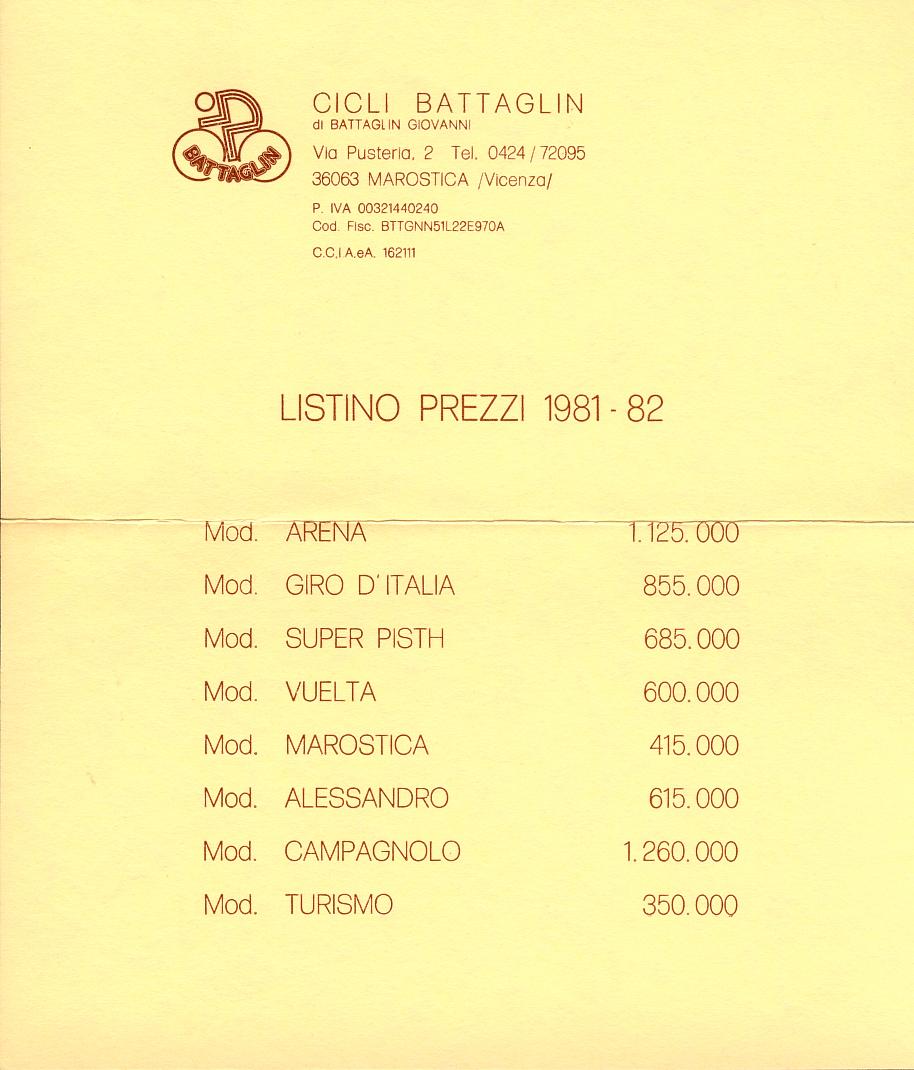 BATTAGLIN
CICLI BATTAGLIN
di BATTAGLIN GIOVANNI
Via Pusteria, 2 Tel. 0424/72095
36063 MAROSTICA /Vicenza/
P. IVA 00321440240
Cod. Fisc. BTTGNN51L22E970A
C.C.I.A.eA. 162111
LISTINO PREZZI 1981-82
Mod. ARENA 1.125.000
Mod. GIRO D'ITALIA 855.000
Mod. SUPER PISTH 685.000
Mod. VUELTA 600.000
Mod. MAROSTICA 415.000
Mod. ALESSANDRO 615.000
Mod. CAMPAGNOLO 1.260.000
Mod. TURISMO 350.000